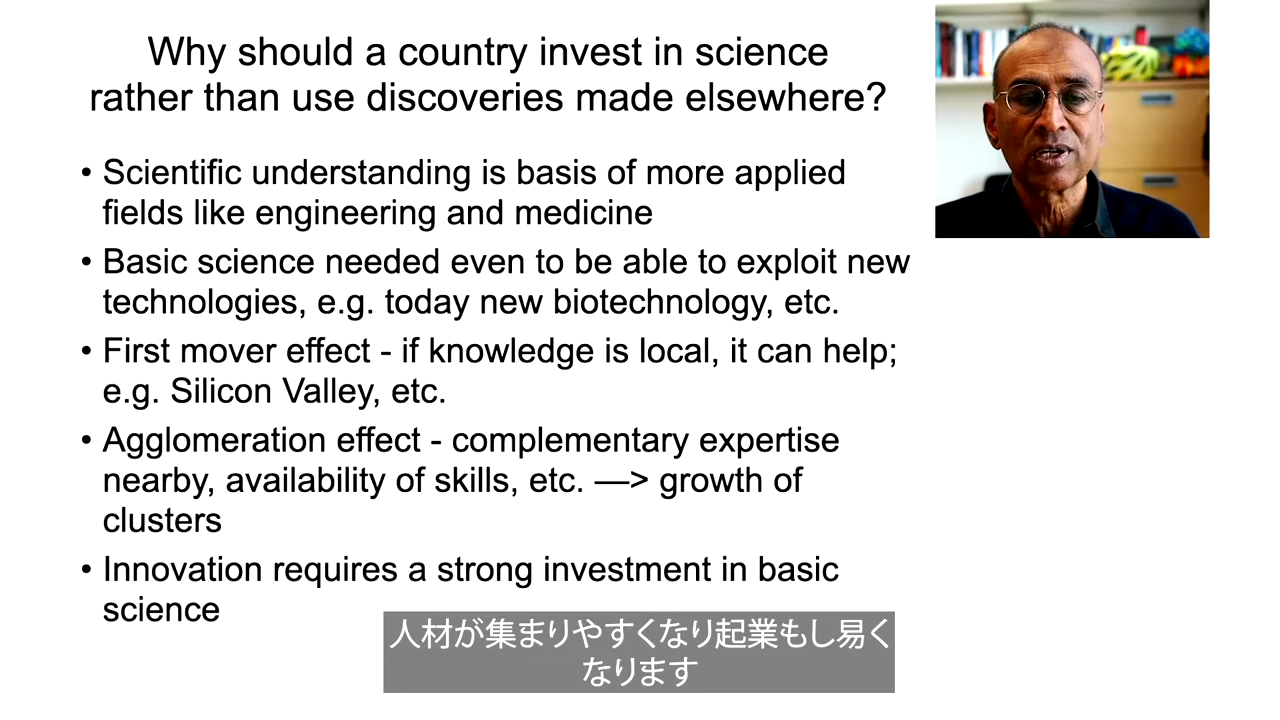 Why should a country invest in science
rather than use discoveries made elsewhere?
• Scientific understanding is basis of more applied
fields like engineering and medicine
• Basic science needed even to be able to exploit new
technologies, e.g. today new biotechnology, etc.
• First mover effect - if knowledge is local, it can help;
e.g. Silicon Valley, etc.
• Agglomeration effect - complementary expertise
nearby, availability of skills, etc. —> growth of
clusters
• Innovation requires a strong investment in basic
science
人材が集まりやすくなり起業もし易く
なります